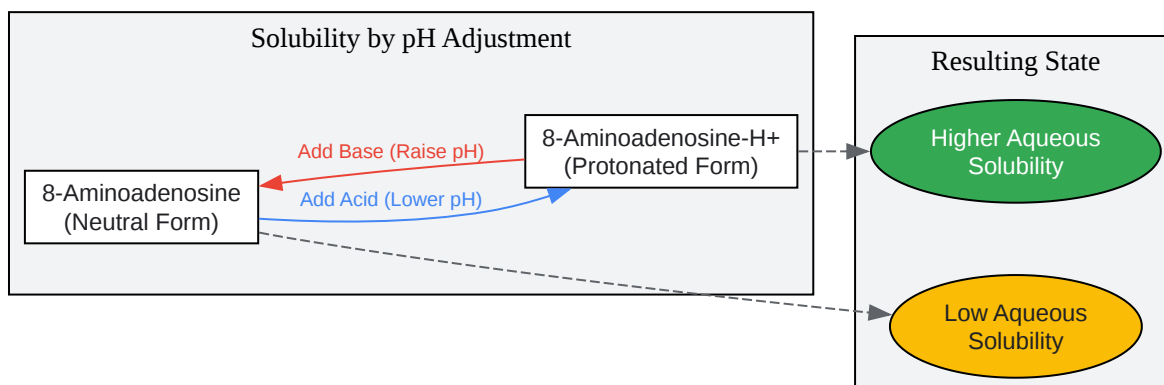 Solubility by pH Adjustment
8-Aminoadenosine
(Neutral Form)
Add Base (Raise pH)
Add Acid (Lower pH)
8-Aminoadenosine-H+
(Protonated Form)
Resulting State
Higher Aqueous
Solubility
Low Aqueous
Solubility